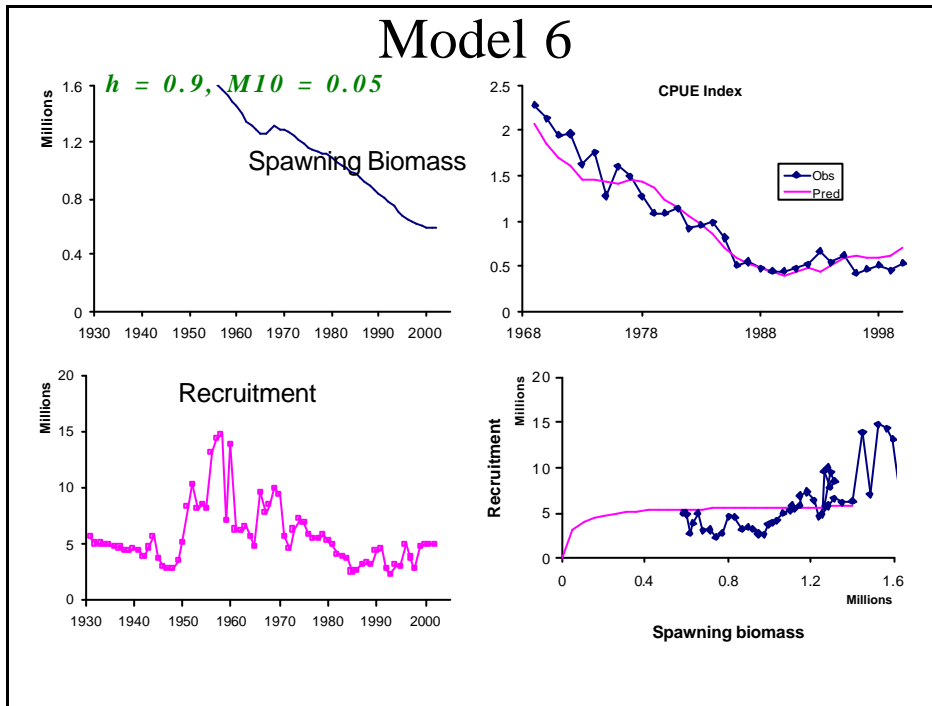 Model 6
h = 0.9, M10 = 0.05
Millions
1.6
1.2
0.8
0.4
0
1930 1940 1950 1960 1970 1980 1990 2000
Spawning Biomass
CPUE Index
2.5
2
1.5
1
0.5
0
1968 1978 1988 1998
Obs
Pred
Recruitment
Millions
20
15
10
5
0
1930 1940 1950 1960 1970 1980 1990 2000
Recruitment
Millions
20
15
10
5
0
0 0.4 0.8 1.2 1.6
Millions
Spawning biomass